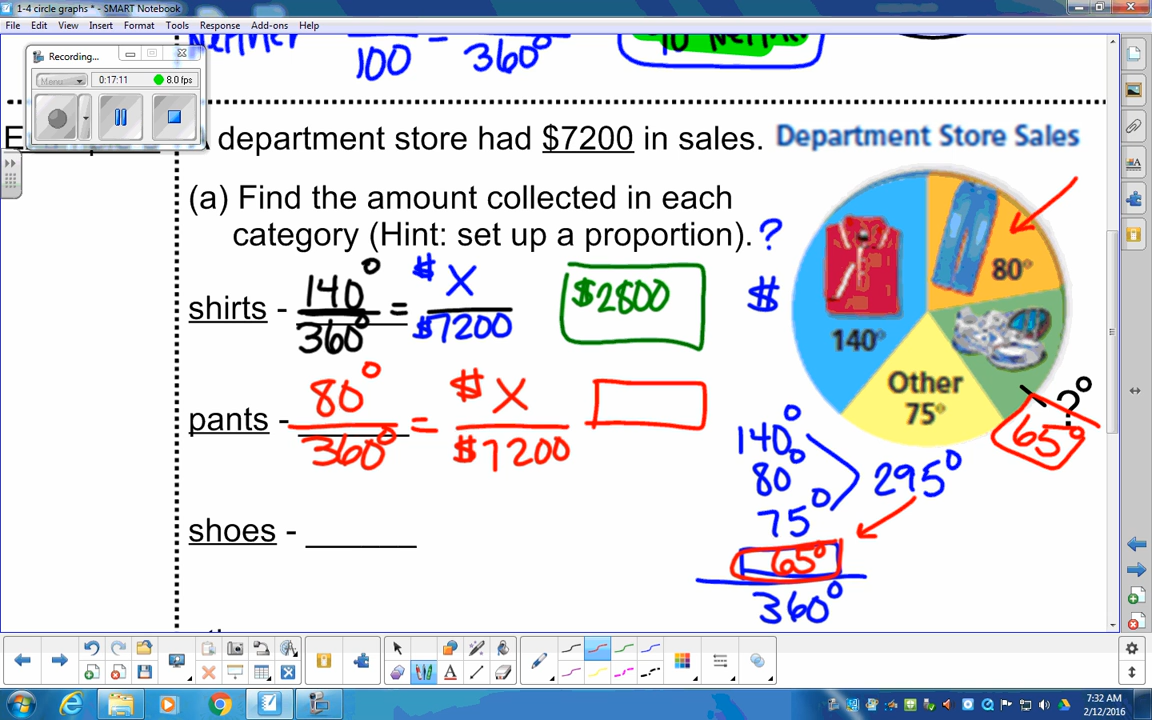 1-4 circle graphs * - SMART Notebook
File Edit View Insert Format Tools Response Add-ons Help
Recording...
Menu 0:17:11 8.0 fps
100 = 360°
A department store had $7200 in sales.
Department Store Sales
(a) Find the amount collected in each
category (Hint: set up a proportion). ?
shirts - 140°/360° = $ X/$7200 $2800 $
pants - 80°/360° = $ X/$7200
shoes - ______
80°
140°
Other
75°
?°
65°
140°
80°
75°
295°
65°
360°
7:32 AM
2/12/2016